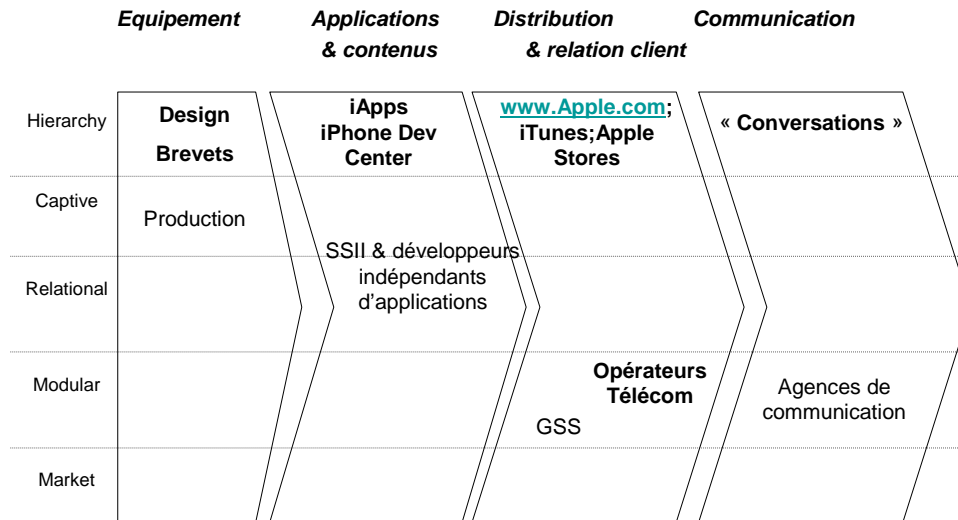 Equipement
Applications
& contenus
Distribution
& relation client
Communication
Hierarchy
Design
Brevets
iApps
iPhone Dev
Center
www.Apple.com;
iTunes;Apple
Stores
« Conversations »
Captive
Production
SSII & développeurs
indépendants
d’applications
Relational
Modular
Opérateurs
Télécom
GSS
Agences de
communication
Market